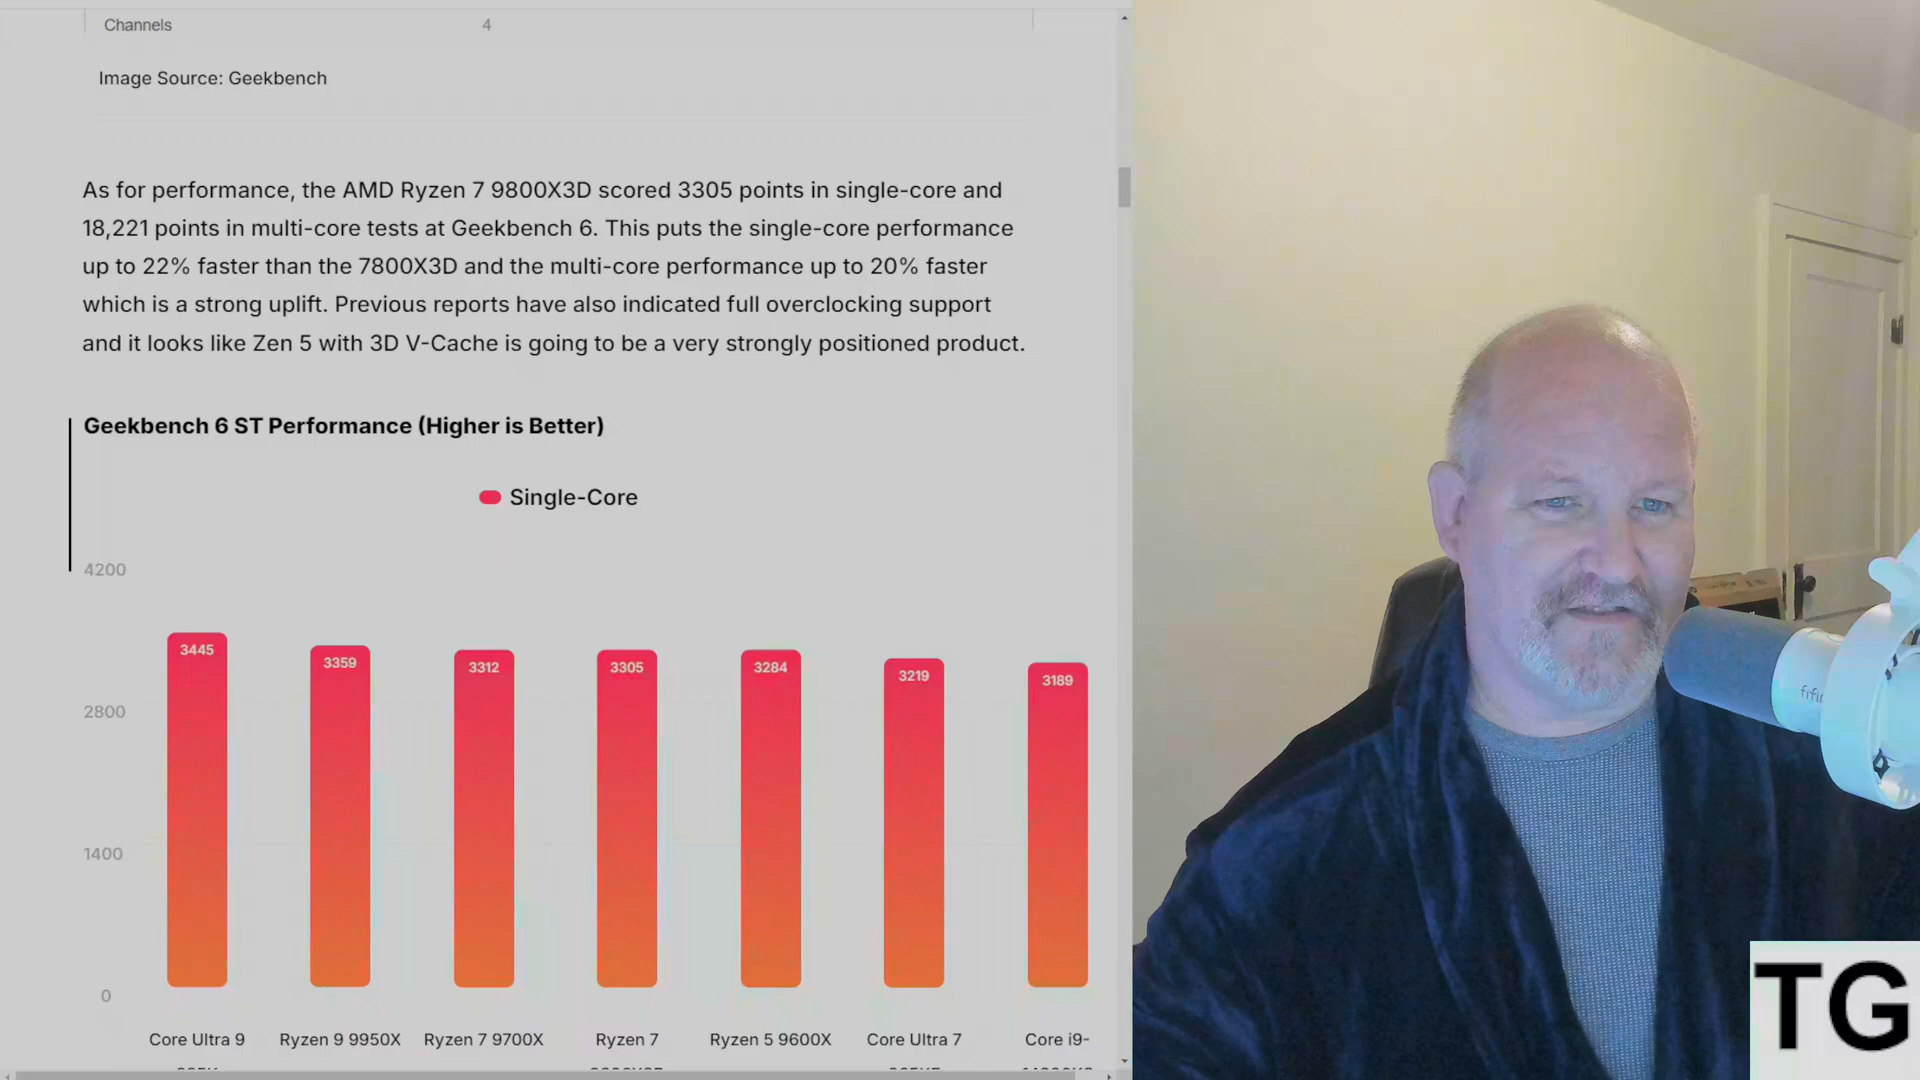 Channels 4
Image Source: Geekbench
As for performance, the AMD Ryzen 7 9800X3D scored 3305 points in single-core and
18,221 points in multi-core tests at Geekbench 6. This puts the single-core performance
up to 22% faster than the 7800X3D and the multi-core performance up to 20% faster
which is a strong uplift. Previous reports have also indicated full overclocking support
and it looks like Zen 5 with 3D V-Cache is going to be a very strongly positioned product.
Geekbench 6 ST Performance (Higher is Better)
Single-Core
4200
3445 3359 3312 3305 3284 3219 3189
2800
1400
0
Core Ultra 9 Ryzen 9 9950X Ryzen 7 9700X Ryzen 7 Ryzen 5 9600X Core Ultra 7 Core i9-
TG